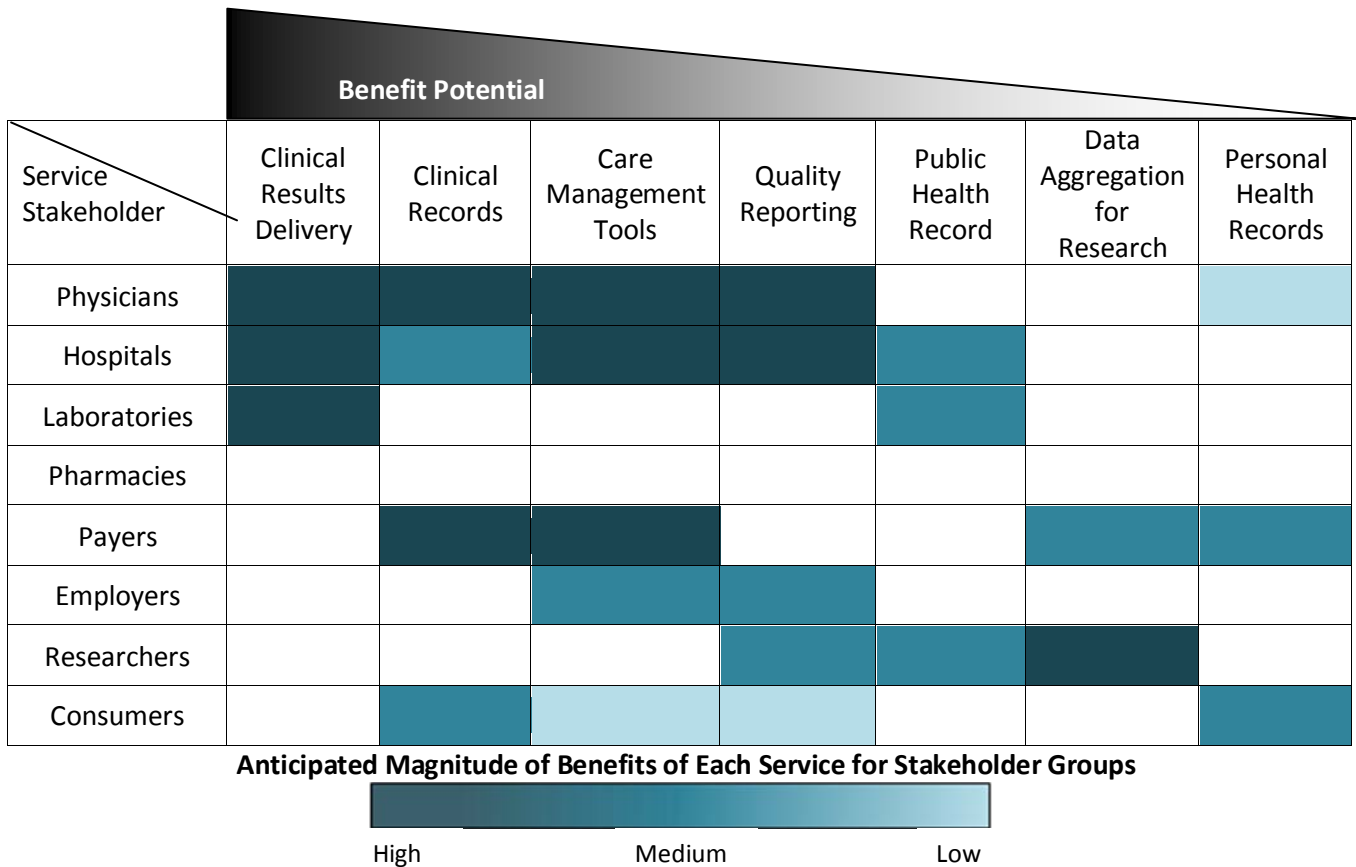 Benefit Potential
Service
Stakeholder
Clinical
Results
Delivery
Clinical
Records
Care
Management
Tools
Quality
Reporting
Public
Health
Record
Data
Aggregation
for
Research
Personal
Health
Records
Physicians
Hospitals
Laboratories
Pharmacies
Payers
Employers
Researchers
Consumers
Anticipated Magnitude of Benefits of Each Service for Stakeholder Groups
High Medium Low